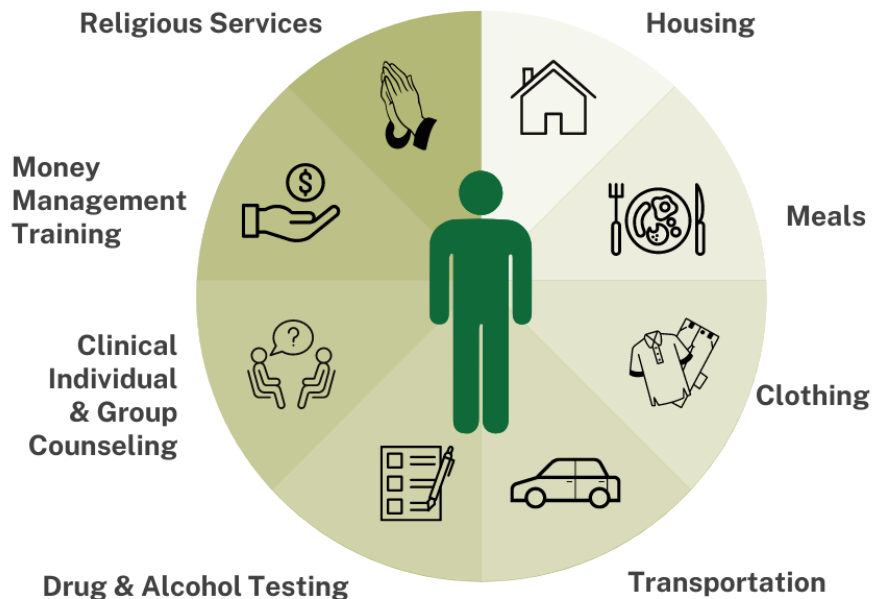 Religious Services
Housing
Money
Management
Training
$
Meals
Clinical
Individual
& Group
Counseling
?
Clothing
Drug & Alcohol Testing
Transportation